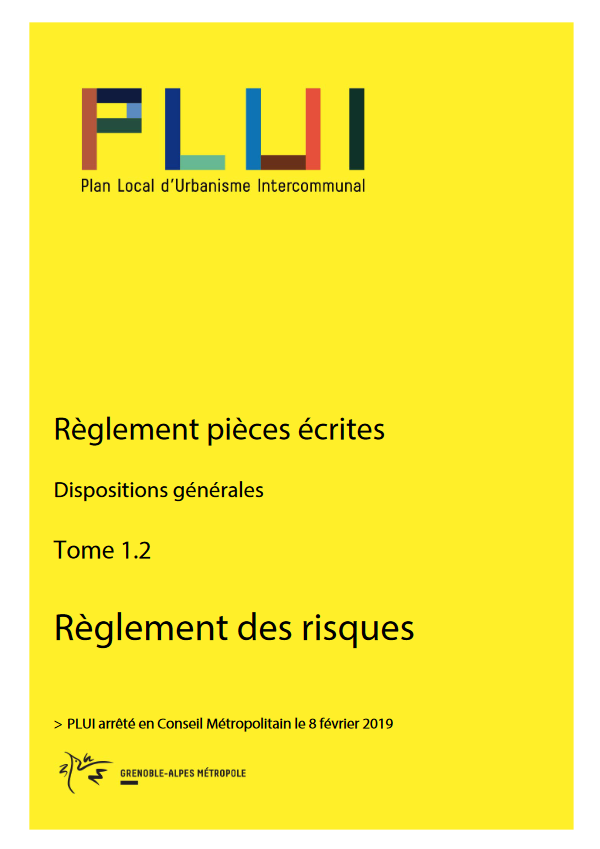 PLUI
Plan Local d'Urbanisme Intercommunal
Règlement pièces écrites
Dispositions générales
Tome 1.2
Règlement des risques
> PLUI arrêté en Conseil Métropolitain le 8 février 2019
GRENOBLE-ALPES MÉTROPOLE